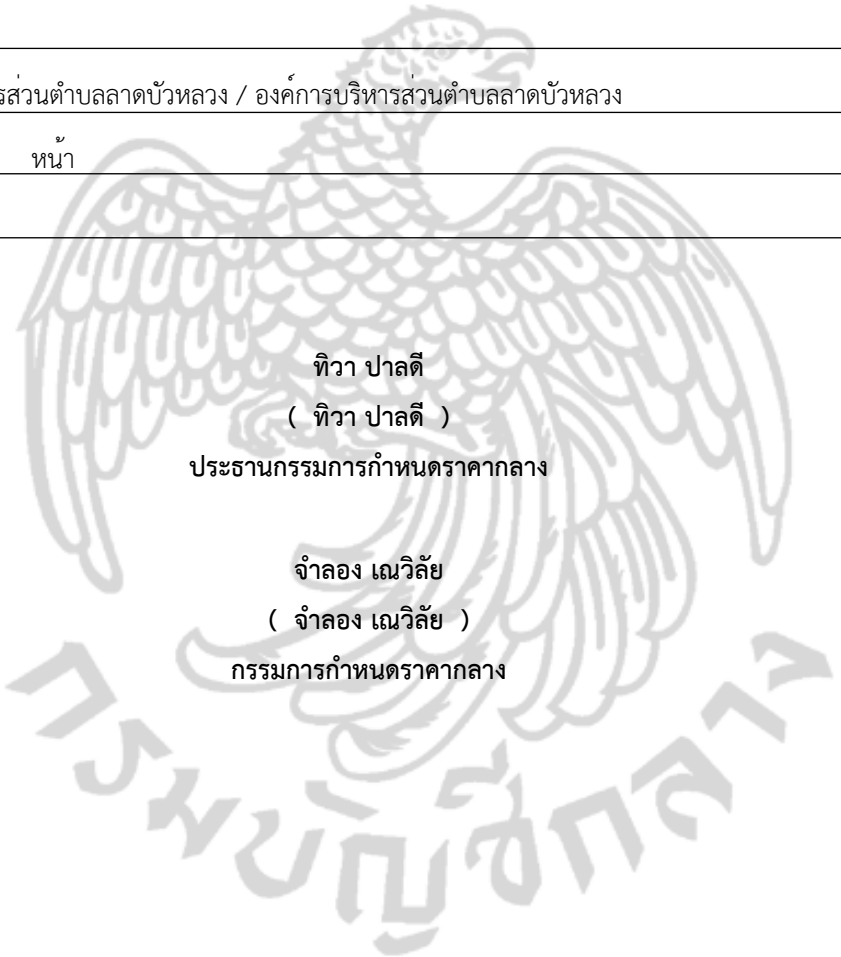 รส่วนตำบลลาดบัวหลวง / องค์การบริหารส่วนตำบลลาดบัวหลวง
หน้า
ทิวา ปาลดี
( ทิวา ปาลดี )
ประธานกรรมการกำหนดราคากลาง
จำลอง เณวิลัย
( จำลอง เณวิลัย )
กรรมการกำหนดราคากลาง
กรมบัญชีกลาง